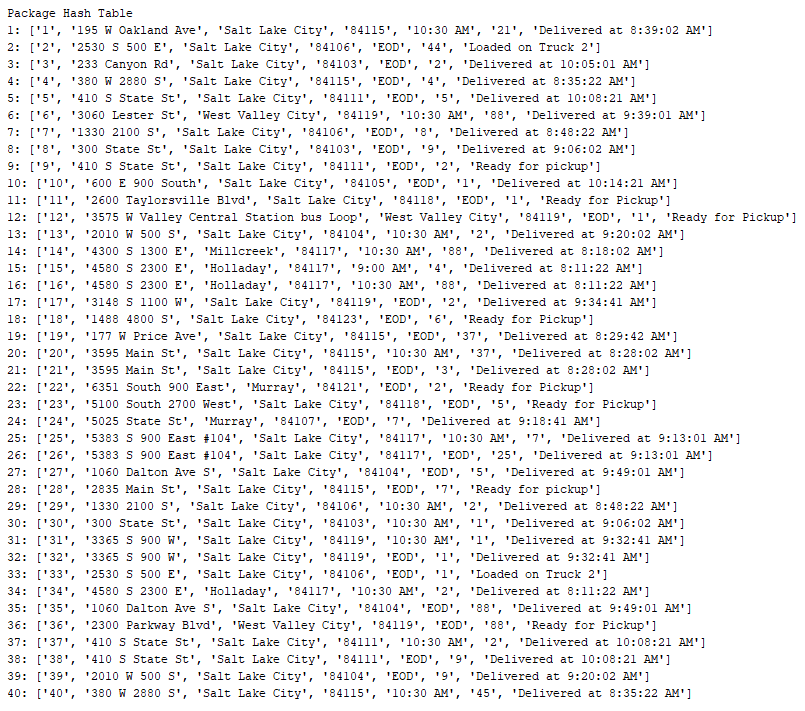 Package Hash Table
1: ['1', '195 W Oakland Ave', 'Salt Lake City', '84115', '10:30 AM', '21', 'Delivered at 8:39:02 AM']
2: ['2', '2530 S 500 E', 'Salt Lake City', '84106', 'EOD', '44', 'Loaded on Truck 2']
3: ['3', '233 Canyon Rd', 'Salt Lake City', '84103', 'EOD', '2', 'Delivered at 10:05:01 AM']
4: ['4', '380 W 2880 S', 'Salt Lake City', '84115', 'EOD', '4', 'Delivered at 8:35:22 AM']
5: ['5', '410 S State St', 'Salt Lake City', '84111', 'EOD', '5', 'Delivered at 10:08:21 AM']
6: ['6', '3060 Lester St', 'West Valley City', '84119', '10:30 AM', '88', 'Delivered at 9:39:01 AM']
7: ['7', '1330 2100 S', 'Salt Lake City', '84106', 'EOD', '8', 'Delivered at 8:48:22 AM']
8: ['8', '300 State St', 'Salt Lake City', '84103', 'EOD', '9', 'Delivered at 9:06:02 AM']
9: ['9', '410 S State St', 'Salt Lake City', '84111', 'EOD', '2', 'Ready for pickup']
10: ['10', '600 E 900 South', 'Salt Lake City', '84105', 'EOD', '1', 'Delivered at 10:14:21 AM']
11: ['11', '2600 Taylorsville Blvd', 'Salt Lake City', '84118', 'EOD', '1', 'Ready for Pickup']
12: ['12', '3575 W Valley Central Station bus Loop', 'West Valley City', '84119', 'EOD', '1', 'Ready for Pickup']
13: ['13', '2010 W 500 S', 'Salt Lake City', '84104', '10:30 AM', '2', 'Delivered at 9:20:02 AM']
14: ['14', '4300 S 1300 E', 'Millcreek', '84117', '10:30 AM', '88', 'Delivered at 8:18:02 AM']
15: ['15', '4580 S 2300 E', 'Holladay', '84117', '9:00 AM', '4', 'Delivered at 8:11:22 AM']
16: ['16', '4580 S 2300 E', 'Holladay', '84117', '10:30 AM', '88', 'Delivered at 8:11:22 AM']
17: ['17', '3148 S 1100 W', 'Salt Lake City', '84119', 'EOD', '2', 'Delivered at 9:34:41 AM']
18: ['18', '1488 4800 S', 'Salt Lake City', '84123', 'EOD', '6', 'Ready for Pickup']
19: ['19', '177 W Price Ave', 'Salt Lake City', '84115', 'EOD', '37', 'Delivered at 8:29:42 AM']
20: ['20', '3595 Main St', 'Salt Lake City', '84115', '10:30 AM', '37', 'Delivered at 8:28:02 AM']
21: ['21', '3595 Main St', 'Salt Lake City', '84115', 'EOD', '3', 'Delivered at 8:28:02 AM']
22: ['22', '6351 South 900 East', 'Murray', '84121', 'EOD', '2', 'Ready for Pickup']
23: ['23', '5100 South 2700 West', 'Salt Lake City', '84118', 'EOD', '5', 'Ready for Pickup']
24: ['24', '5025 State St', 'Murray', '84107', 'EOD', '7', 'Delivered at 9:18:41 AM']
25: ['25', '5383 S 900 East #104', 'Salt Lake City', '84117', '10:30 AM', '7', 'Delivered at 9:13:01 AM']
26: ['26', '5383 S 900 East #104', 'Salt Lake City', '84117', 'EOD', '25', 'Delivered at 9:13:01 AM']
27: ['27', '1060 Dalton Ave S', 'Salt Lake City', '84104', 'EOD', '5', 'Delivered at 9:49:01 AM']
28: ['28', '2835 Main St', 'Salt Lake City', '84115', 'EOD', '7', 'Ready for pickup']
29: ['29', '1330 2100 S', 'Salt Lake City', '84106', '10:30 AM', '2', 'Delivered at 8:48:22 AM']
30: ['30', '300 State St', 'Salt Lake City', '84103', '10:30 AM', '1', 'Delivered at 9:06:02 AM']
31: ['31', '3365 S 900 W', 'Salt Lake City', '84119', '10:30 AM', '1', 'Delivered at 9:32:41 AM']
32: ['32', '3365 S 900 W', 'Salt Lake City', '84119', 'EOD', '1', 'Delivered at 9:32:41 AM']
33: ['33', '2530 S 500 E', 'Salt Lake City', '84106', 'EOD', '1', 'Loaded on Truck 2']
34: ['34', '4580 S 2300 E', 'Holladay', '84117', '10:30 AM', '2', 'Delivered at 8:11:22 AM']
35: ['35', '1060 Dalton Ave S', 'Salt Lake City', '84104', 'EOD', '88', 'Delivered at 9:49:01 AM']
36: ['36', '2300 Parkway Blvd', 'West Valley City', '84119', 'EOD', '88', 'Ready for Pickup']
37: ['37', '410 S State St', 'Salt Lake City', '84111', '10:30 AM', '2', 'Delivered at 10:08:21 AM']
38: ['38', '410 S State St', 'Salt Lake City', '84111', 'EOD', '9', 'Delivered at 10:08:21 AM']
39: ['39', '2010 W 500 S', 'Salt Lake City', '84104', 'EOD', '9', 'Delivered at 9:20:02 AM']
40: ['40', '380 W 2880 S', 'Salt Lake City', '84115', '10:30 AM', '45', 'Delivered at 8:35:22 AM']